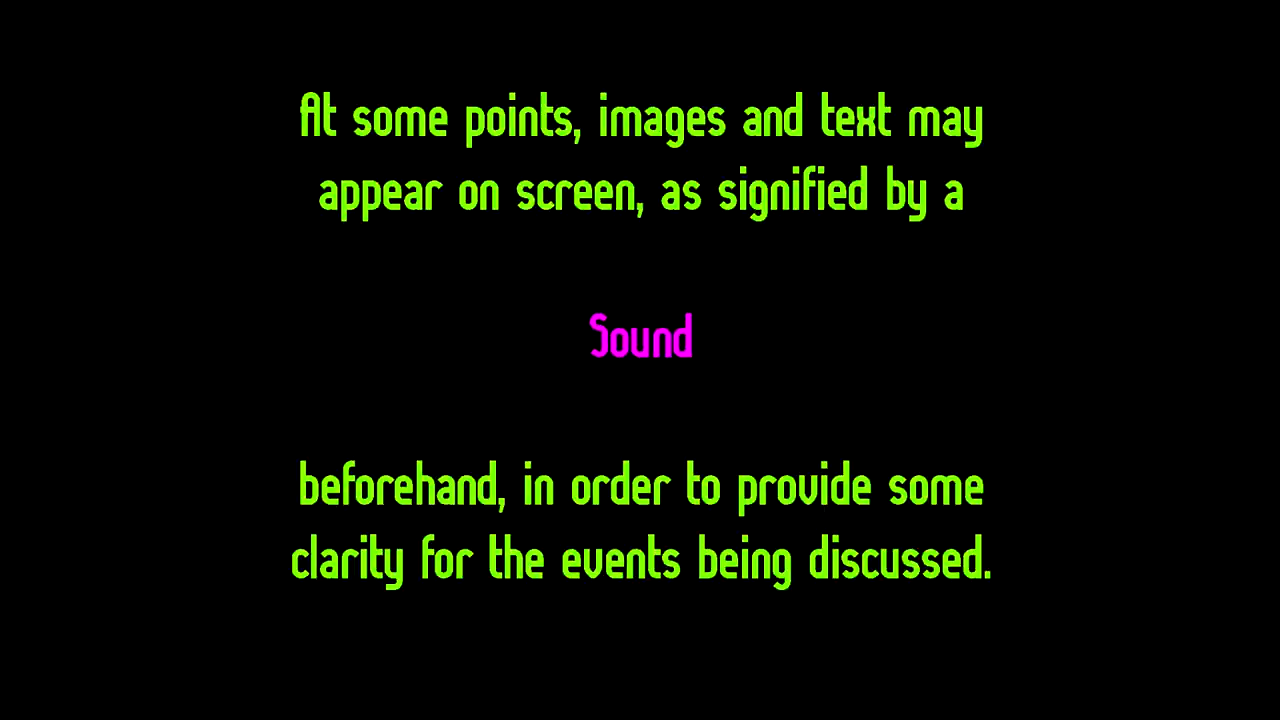 At some points, images and text may
appear on screen, as signified by a
Sound
beforehand, in order to provide some
clarity for the events being discussed.